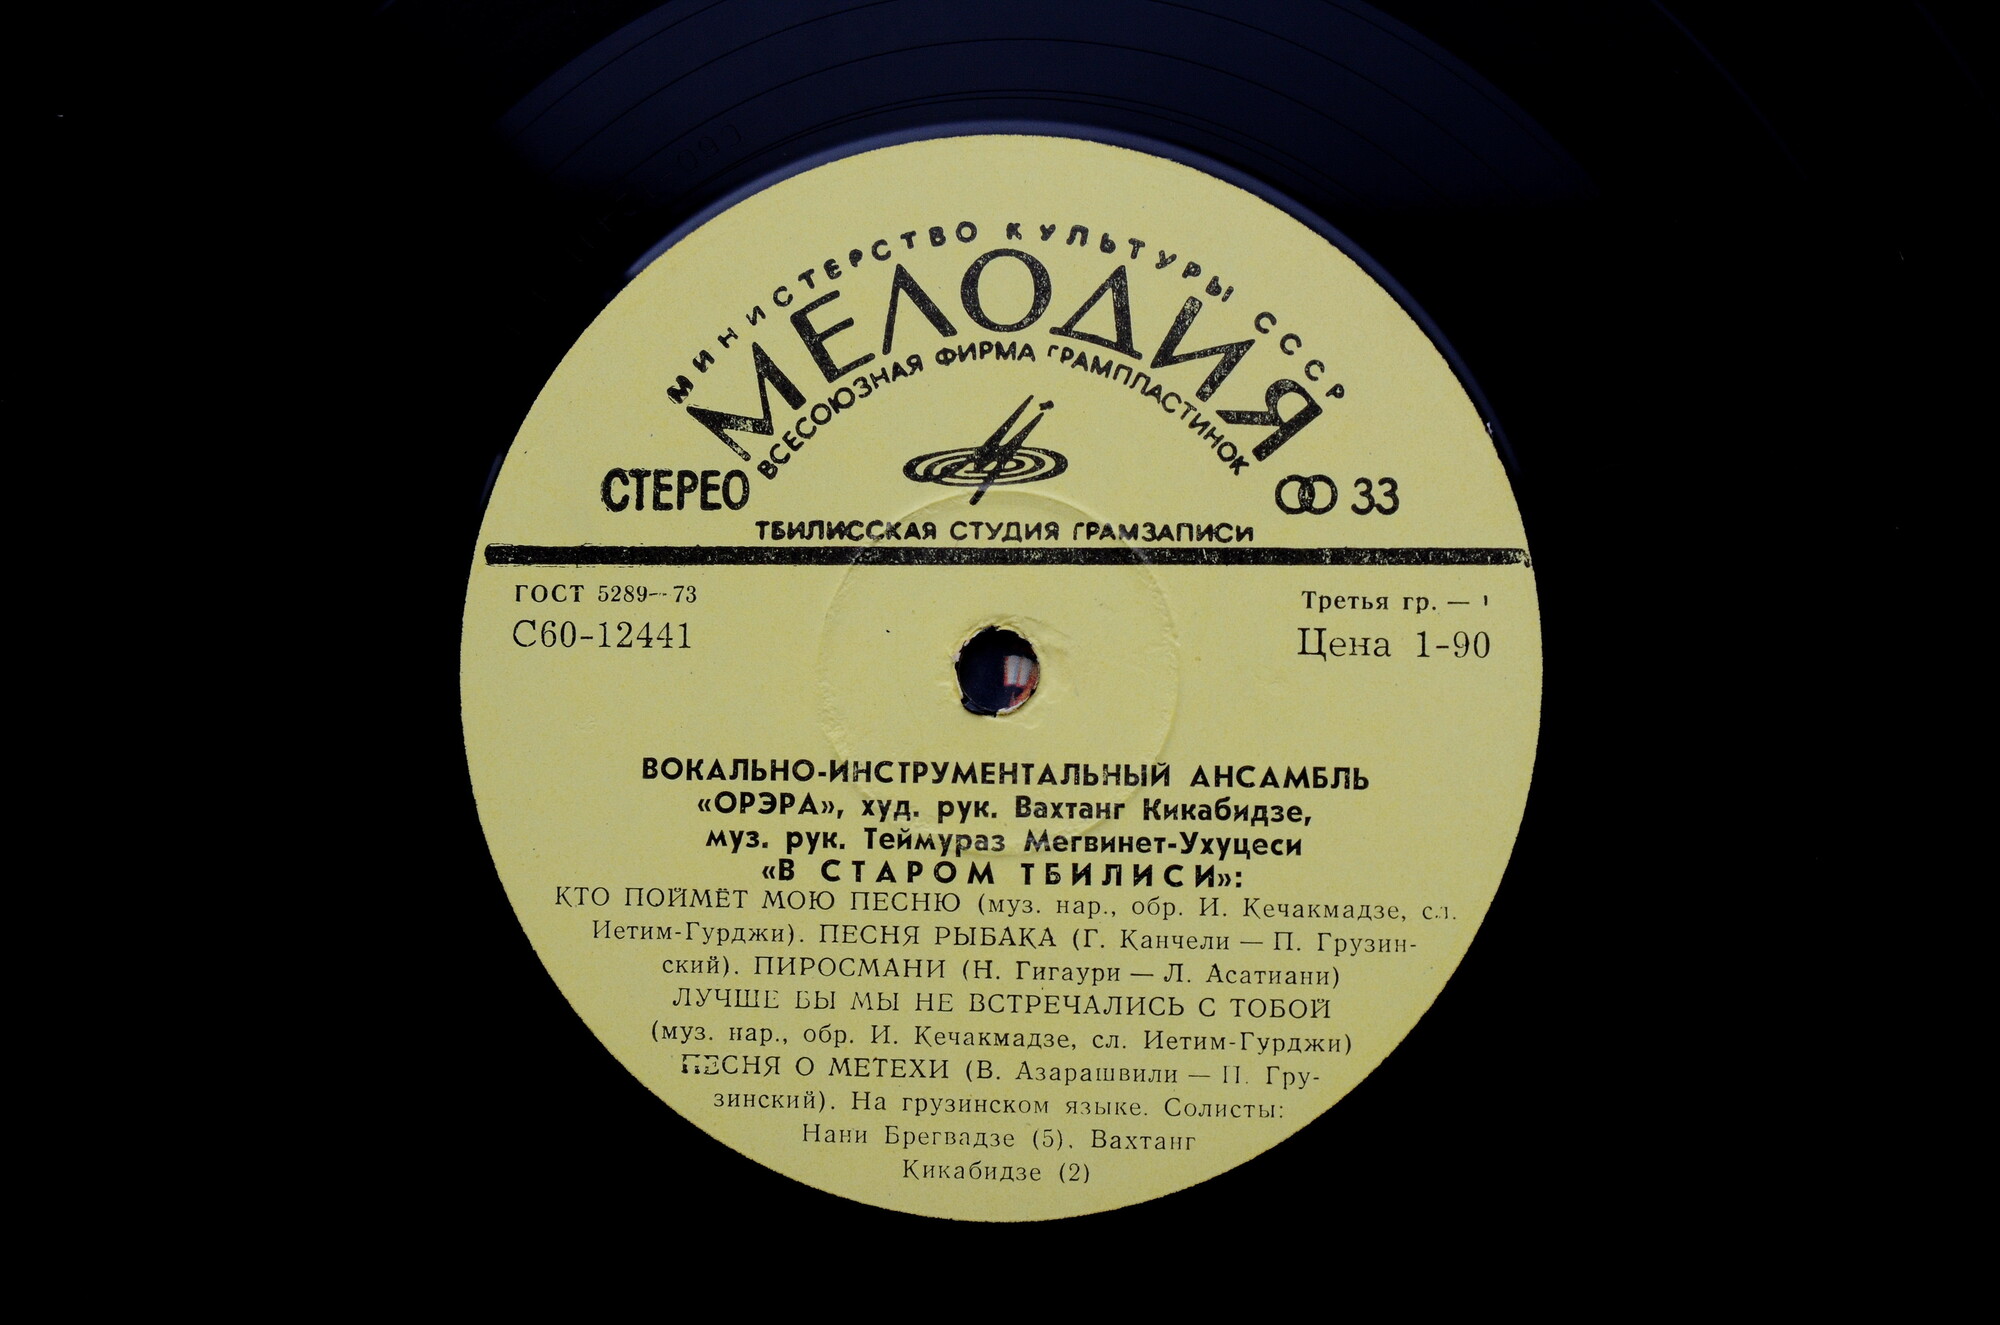 МИНИСТЕРСТВО КУЛЬТУРЫ СССР
МЕЛОДИЯ
ВСЕСОЮЗНАЯ ФИРМА ГРАМПЛАСТИНОК
СТЕРЕО
33
ТБИЛИССКАЯ СТУДИЯ ГРАМЗАПИСИ
ГОСТ 5289-73
Третья гр. — 1
С60-12441
Цена 1-90
ВОКАЛЬНО-ИНСТРУМЕНТАЛЬНЫЙ АНСАМБЛЬ
«ОРЭРА», худ. рук. Вахтанг Кикабидзе,
муз. рук. Теймураз Мегвинет-Ухуцеси
«В СТАРОМ ТБИЛИСИ»:
КТО ПОЙМЁТ МОЮ ПЕСНЮ (муз. нар., обр. И. Кечакмадзе, сл.
Иетим-Гурджи). ПЕСНЯ РЫБАКА (Г. Канчели — П. Грузин-
ский). ПИРОСМАНИ (Н. Гигаури — Л. Асатиани)
ЛУЧШЕ БЫ МЫ НЕ ВСТРЕЧАЛИСЬ С ТОБОЙ
(муз. нар., обр. И. Кечакмадзе, сл. Иетим-Гурджи)
ПЕСНЯ О МЕТЕХИ (В. Азарашвили — П. Гру-
зинский). На грузинском языке. Солисты:
Нани Брегвадзе (5), Вахтанг
Кикабидзе (2)